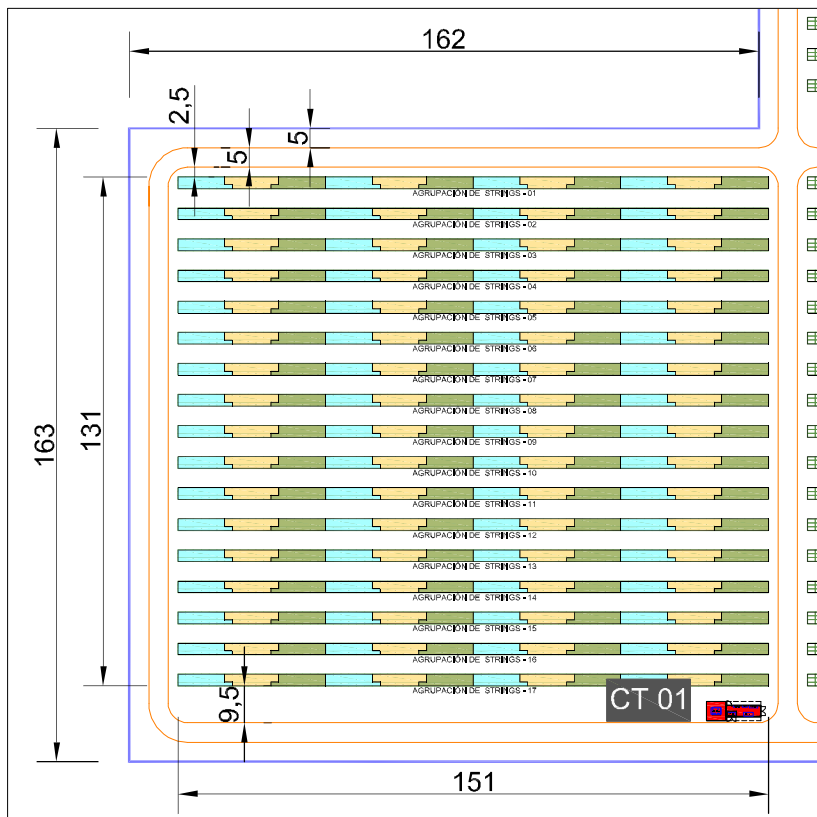 162
2,5
5
5
AGRUPACIÓN DE STRINGS - 01
AGRUPACIÓN DE STRINGS - 02
AGRUPACIÓN DE STRINGS - 03
AGRUPACIÓN DE STRINGS - 04
AGRUPACIÓN DE STRINGS - 05
AGRUPACIÓN DE STRINGS - 06
AGRUPACIÓN DE STRINGS - 07
AGRUPACIÓN DE STRINGS - 08
163
131
AGRUPACIÓN DE STRINGS - 09
AGRUPACIÓN DE STRINGS - 10
AGRUPACIÓN DE STRINGS - 11
AGRUPACIÓN DE STRINGS - 12
AGRUPACIÓN DE STRINGS - 13
AGRUPACIÓN DE STRINGS - 14
AGRUPACIÓN DE STRINGS - 15
AGRUPACIÓN DE STRINGS - 16
AGRUPACIÓN DE STRINGS - 17
9,5
CT 01
151